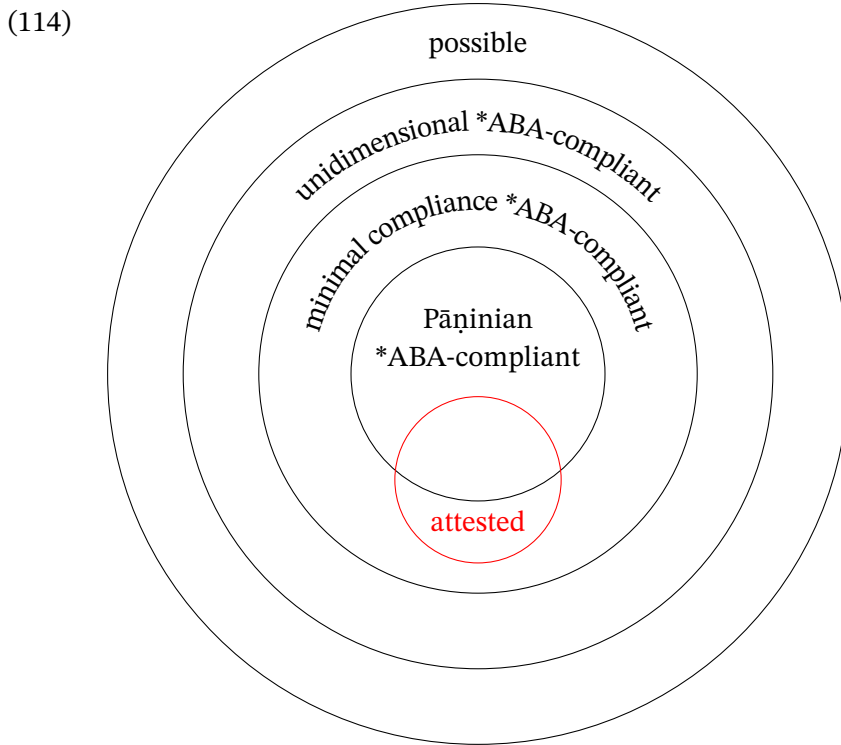 (114)
possible
unidimensional *ABA-compliant
minimal compliance *ABA-compliant
Pāṇinian
*ABA-compliant
attested